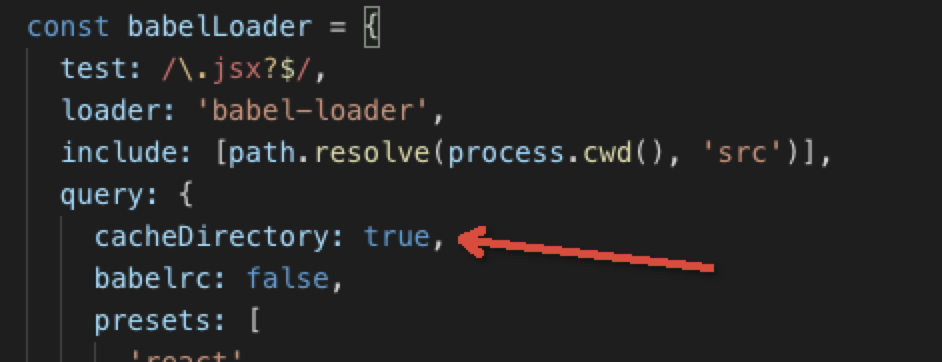 const babelLoader = {
test: /\.jsx?$/,
loader: 'babel-loader',
include: [path.resolve(process.cwd(), 'src')],
query: {
cacheDirectory: true,
babelrc: false,
presets: [
'react'